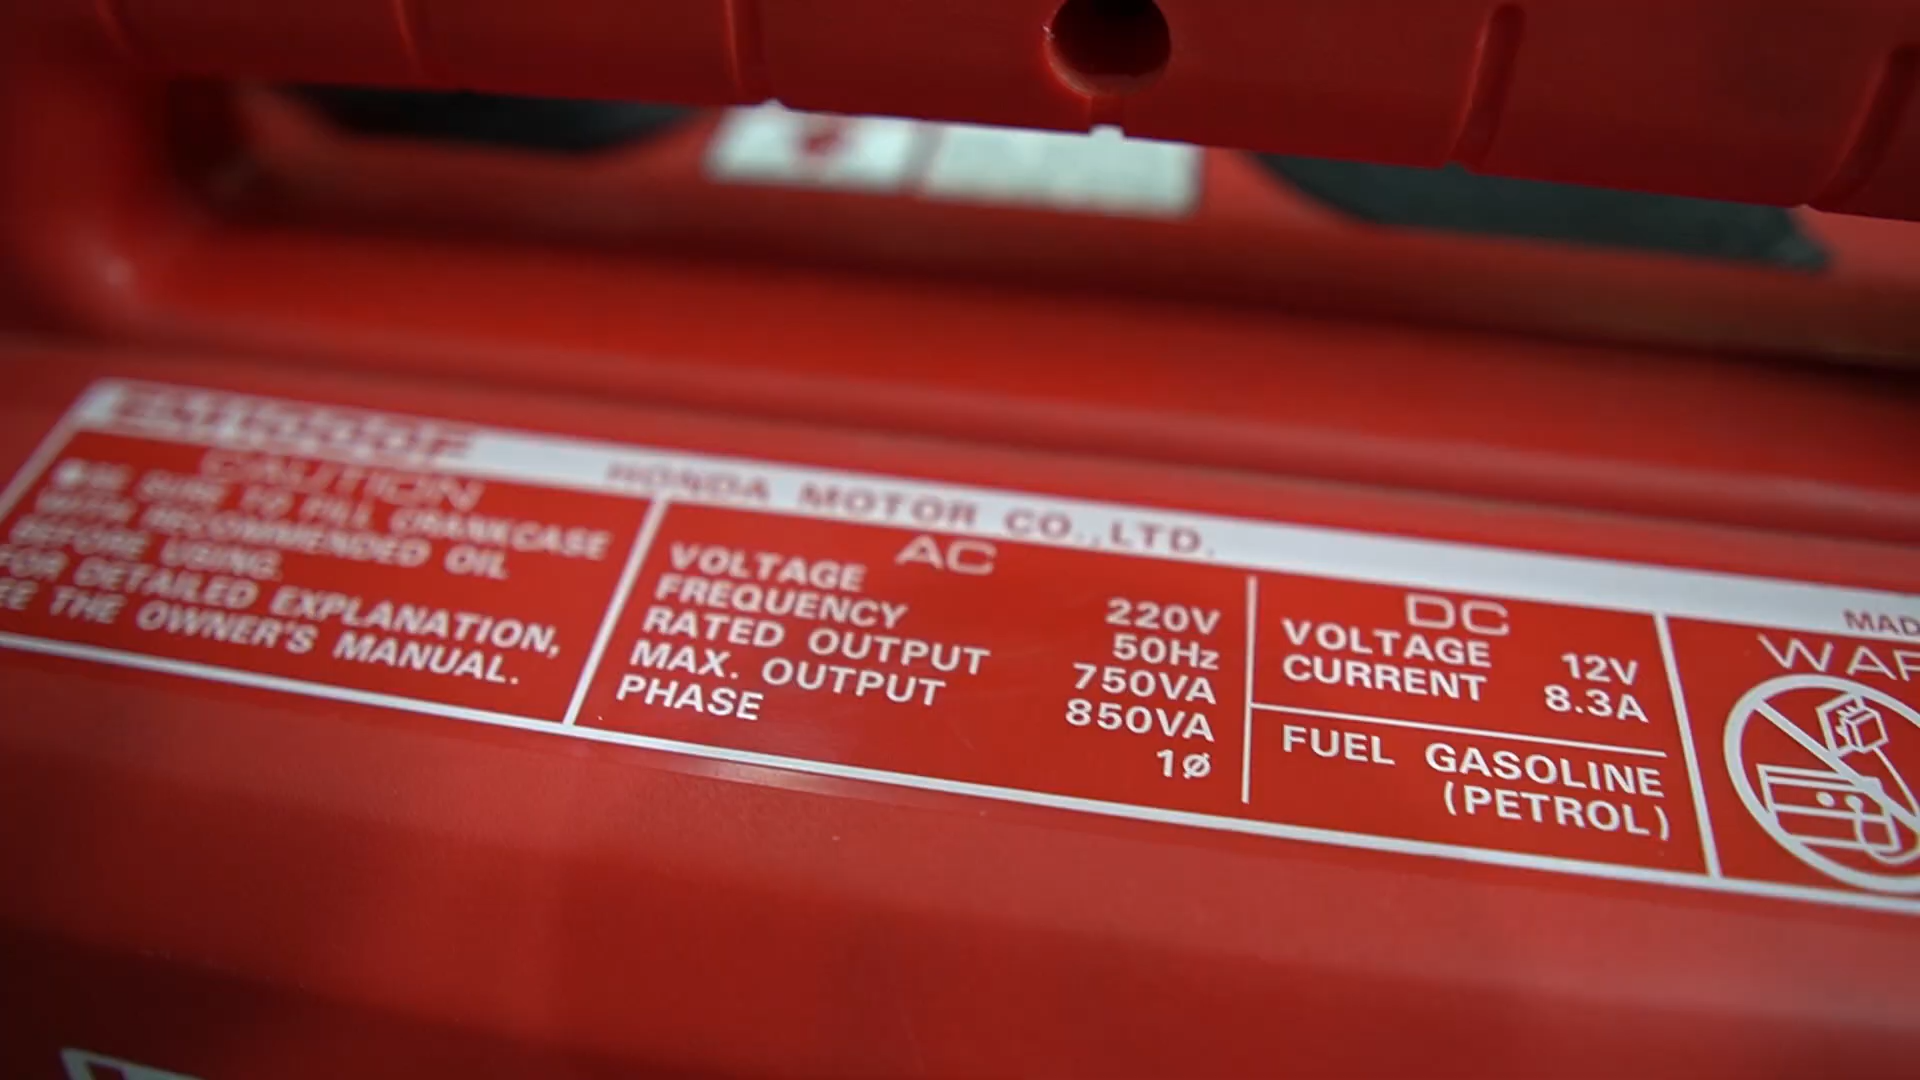 HONDA MOTOR CO.,LTD.
CAUTION
●BE SURE TO FILL CRANKCASE
WITH RECOMMENDED OIL
BEFORE USING.
FOR DETAILED EXPLANATION,
SEE THE OWNER'S MANUAL.
AC
VOLTAGE 220V
FREQUENCY 50Hz
RATED OUTPUT 750VA
MAX. OUTPUT 850VA
PHASE 1ø
DC
VOLTAGE 12V
CURRENT 8.3A
FUEL GASOLINE
(PETROL)
MAD
WAR